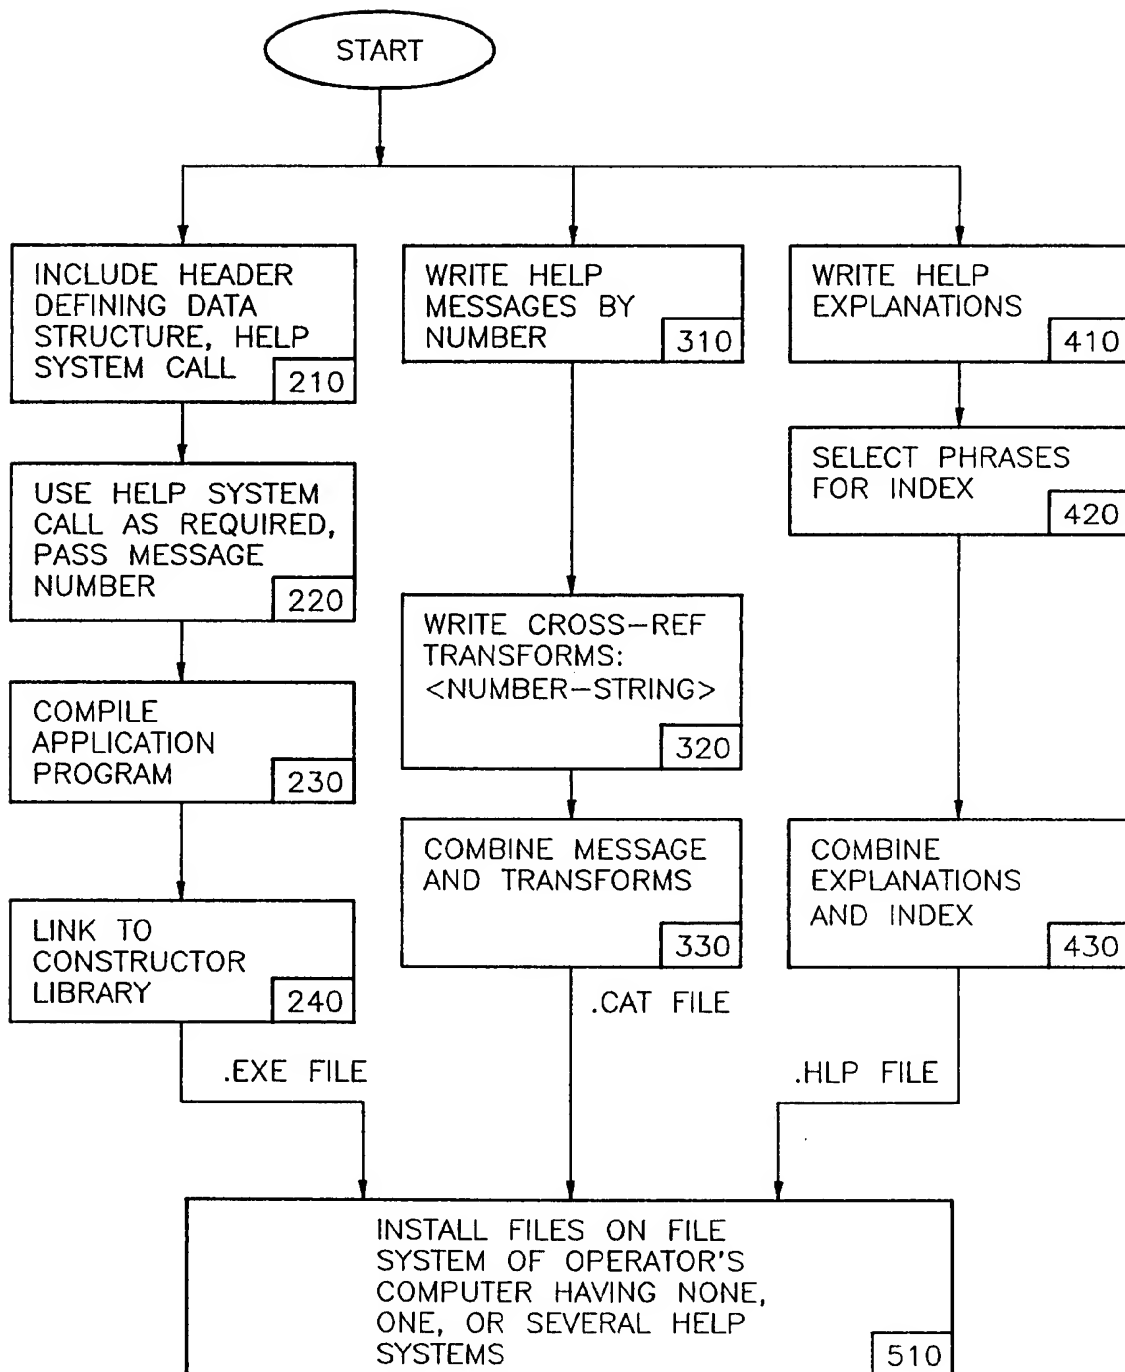 START
INCLUDE HEADER
DEFINING DATA
STRUCTURE, HELP
SYSTEM CALL
210
USE HELP SYSTEM
CALL AS REQUIRED,
PASS MESSAGE
NUMBER
220
COMPILE
APPLICATION
PROGRAM
230
LINK TO
CONSTRUCTOR
LIBRARY
240
.EXE FILE
WRITE HELP
MESSAGES BY
NUMBER
310
WRITE CROSS-REF
TRANSFORMS:
<NUMBER-STRING>
320
COMBINE MESSAGE
AND TRANSFORMS
330
.CAT FILE
WRITE HELP
EXPLANATIONS
410
SELECT PHRASES
FOR INDEX
420
COMBINE
EXPLANATIONS
AND INDEX
430
.HLP FILE
INSTALL FILES ON FILE
SYSTEM OF OPERATOR'S
COMPUTER HAVING NONE,
ONE, OR SEVERAL HELP
SYSTEMS
510